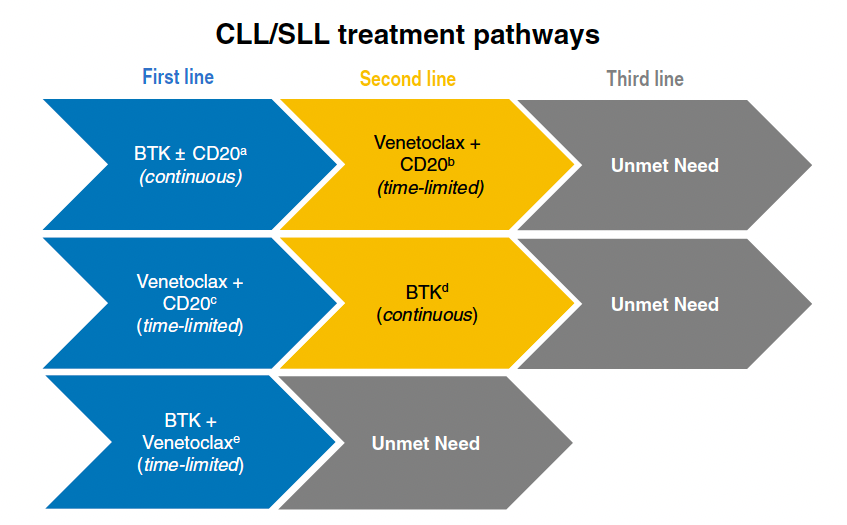 CLL/SLL treatment pathways
First line
Second line
Third line
BTK ± CD20ᵃ
(continuous)
Venetoclax +
CD20ᵇ
(time-limited)
Unmet Need
Venetoclax +
CD20ᶜ
(time-limited)
BTKᵈ
(continuous)
Unmet Need
BTK +
Venetoclaxᵉ
(time-limited)
Unmet Need